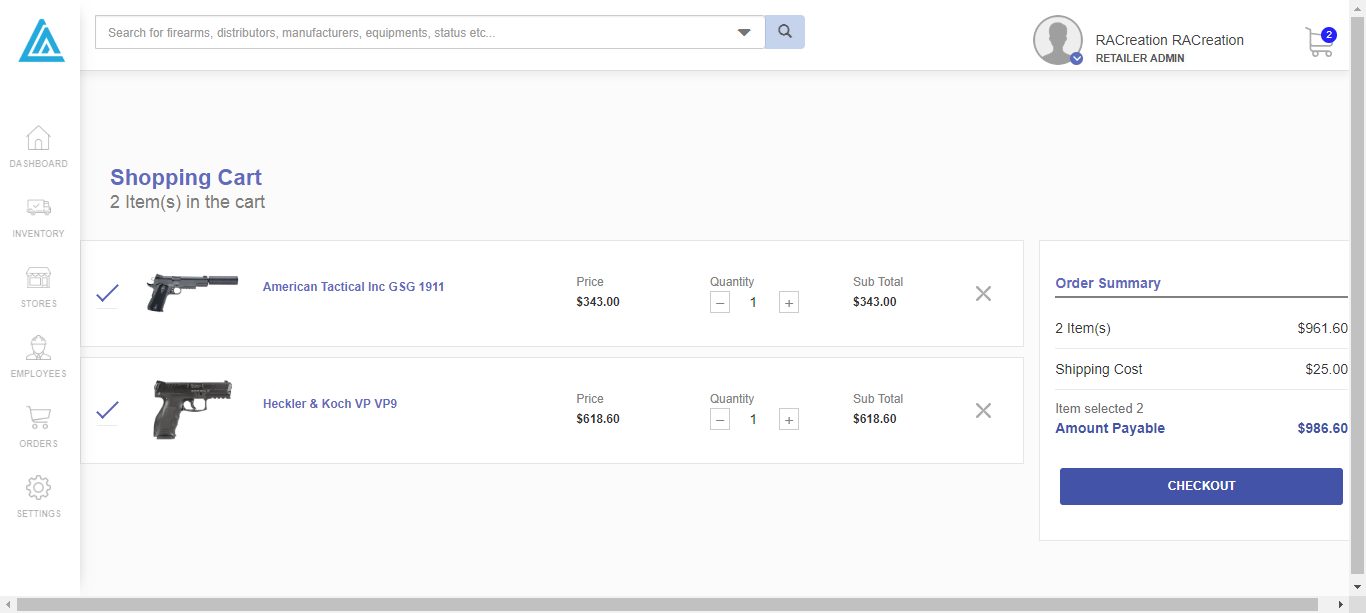 Search for firearms, distributors, manufacturers, equipments, status etc...
RACreation RACreation
RETAILER ADMIN
2
DASHBOARD
INVENTORY
STORES
EMPLOYEES
ORDERS
SETTINGS
Shopping Cart
2 Item(s) in the cart
American Tactical Inc GSG 1911
Price
$343.00
Quantity
− 1 +
Sub Total
$343.00
Heckler & Koch VP VP9
Price
$618.60
Quantity
− 1 +
Sub Total
$618.60
Order Summary
2 Item(s) $961.60
Shipping Cost $25.00
Item selected 2
Amount Payable $986.60
CHECKOUT